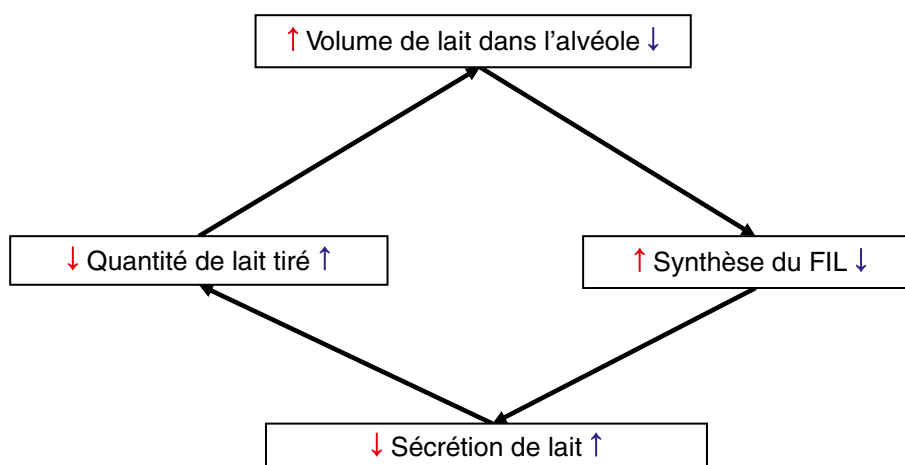 ↑ Volume de lait dans l’alvéole ↓
↓ Quantité de lait tiré ↑
↑ Synthèse du FIL ↓
↓ Sécrétion de lait ↑